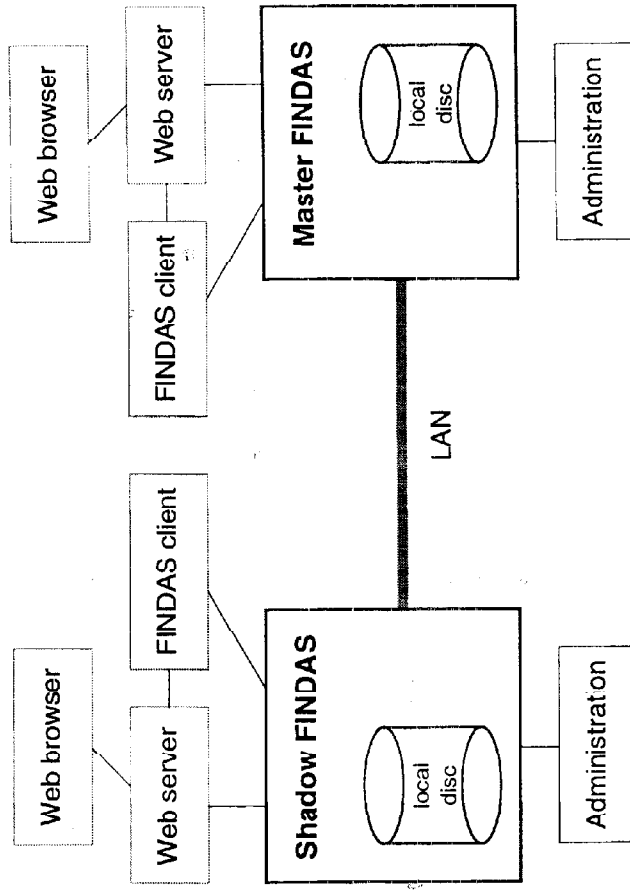 Web browser
Web browser
Web server
FINDAS client
FINDAS client
Web server
Shadow FINDAS
Master FINDAS
local
disc
LAN
local
disc
Administration
Administration